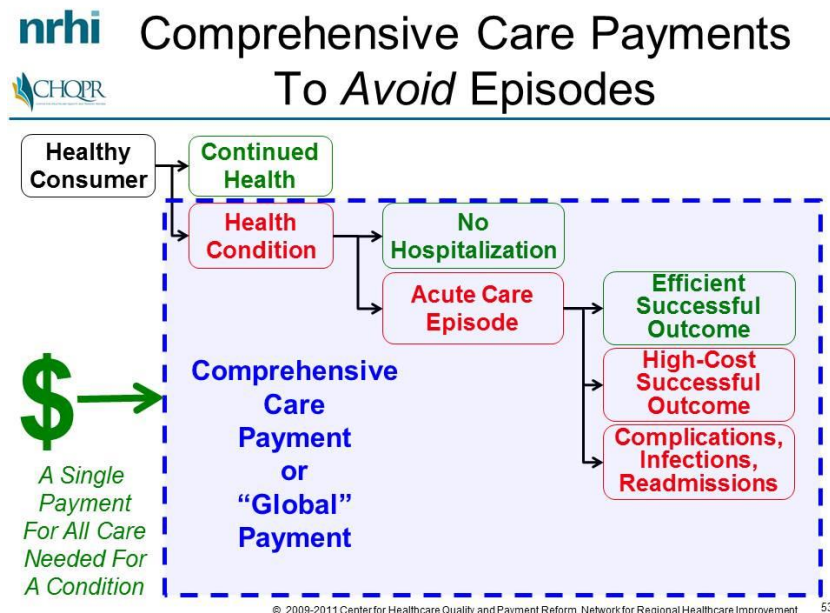 nrhi
CHQPR
Comprehensive Care Payments
To Avoid Episodes
Healthy
Consumer
Continued
Health
Health
Condition
No
Hospitalization
Acute Care
Episode
Efficient
Successful
Outcome
High-Cost
Successful
Outcome
Complications,
Infections,
Readmissions
$
A Single
Payment
For All Care
Needed For
A Condition
Comprehensive
Care
Payment
or
“Global”
Payment
© 2009-2011 Center for Healthcare Quality and Payment Reform, Network for Regional Healthcare Improvement